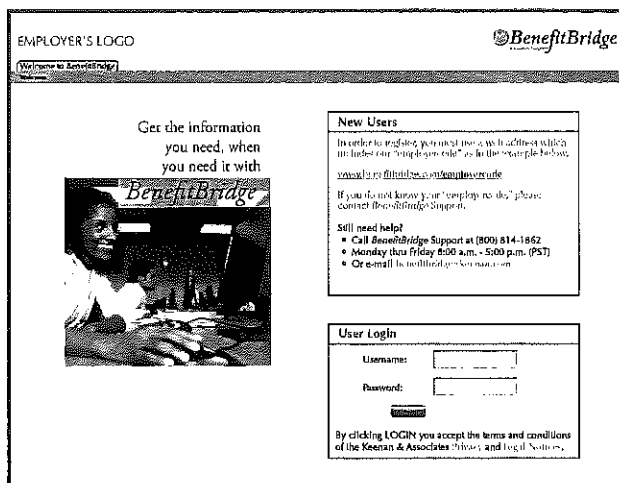 EMPLOYER'S LOGO
BenefitBridge
Welcome to BenefitBridge
Get the information
you need, when
you need it with
BenefitBridge
New Users
In order to register, you must use a web address which
includes our "employer code" as in the example below.
www.benefitbridge.com/employercode
If you do not know your "employer code," please
contact BenefitBridge Support.
Still need help?
• Call BenefitBridge Support at (800) 814-1862
• Monday thru Friday 8:00 a.m. - 5:00 p.m. (PST)
• Or e-mail
User Login
Username:
Password:
By clicking LOGIN you accept the terms and conditions
of the Keenan & Associates Privacy and Legal Notices.